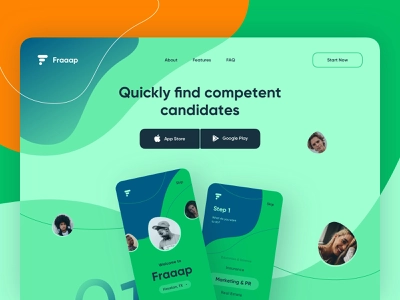 Fraaap
About
Features
FAQ
Start Now
Quickly find competent
candidates
App Store
Google Play
Step 1
Welcome to
Fraaap
Marketing & PR
01